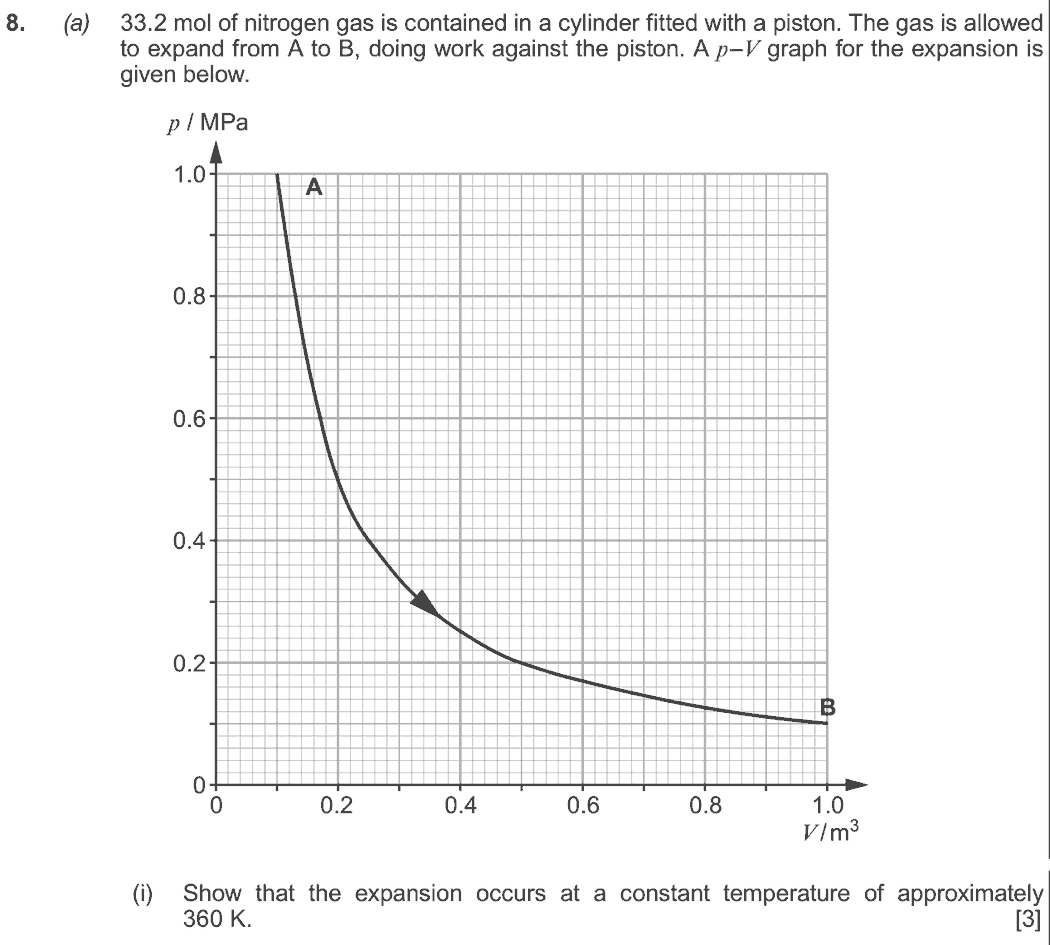 8. (a) 33.2 mol of nitrogen gas is contained in a cylinder fitted with a piston. The gas is allowed
to expand from A to B, doing work against the piston. A p–V graph for the expansion is
given below.
p / MPa
1.0
A
0.8
0.6
0.4
0.2
B
0
0 0.2 0.4 0.6 0.8 1.0
V/m³
(i) Show that the expansion occurs at a constant temperature of approximately
360 K. [3]